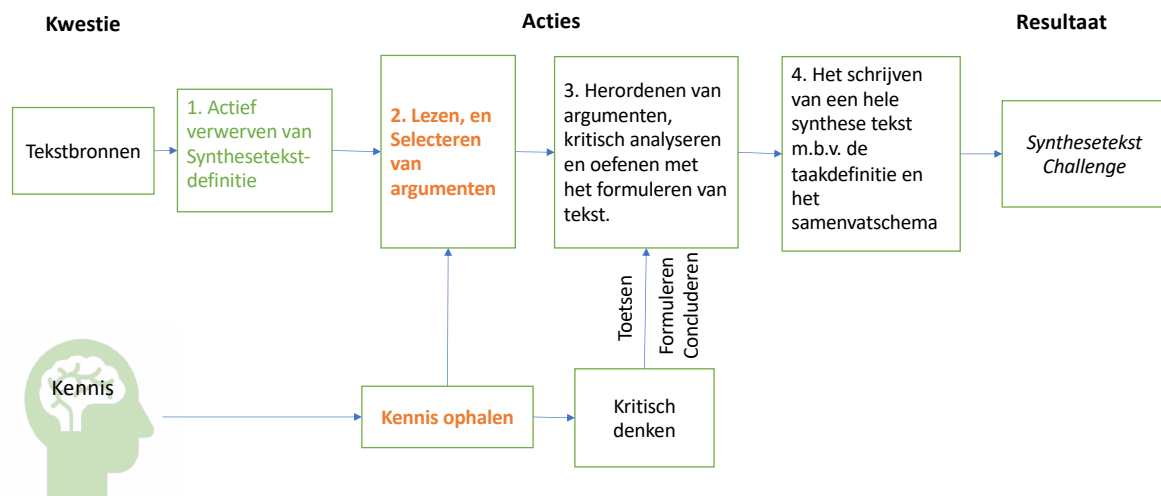 Kwestie
Acties
Resultaat
Tekstbronnen
1. Actief
verwerven van
Synthesetekst-
definitie
2. Lezen, en
Selecteren
van
argumenten
3. Herordenen van
argumenten,
kritisch analyseren
en oefenen met
het formuleren van
tekst.
4. Het schrijven
van een hele
synthese tekst
m.b.v. de
taakdefinitie en
het
samenvatschema
Synthesetekst
Challenge
Toetsen
Formuleren
Concluderen
Kennis
Kennis ophalen
Kritisch
denken